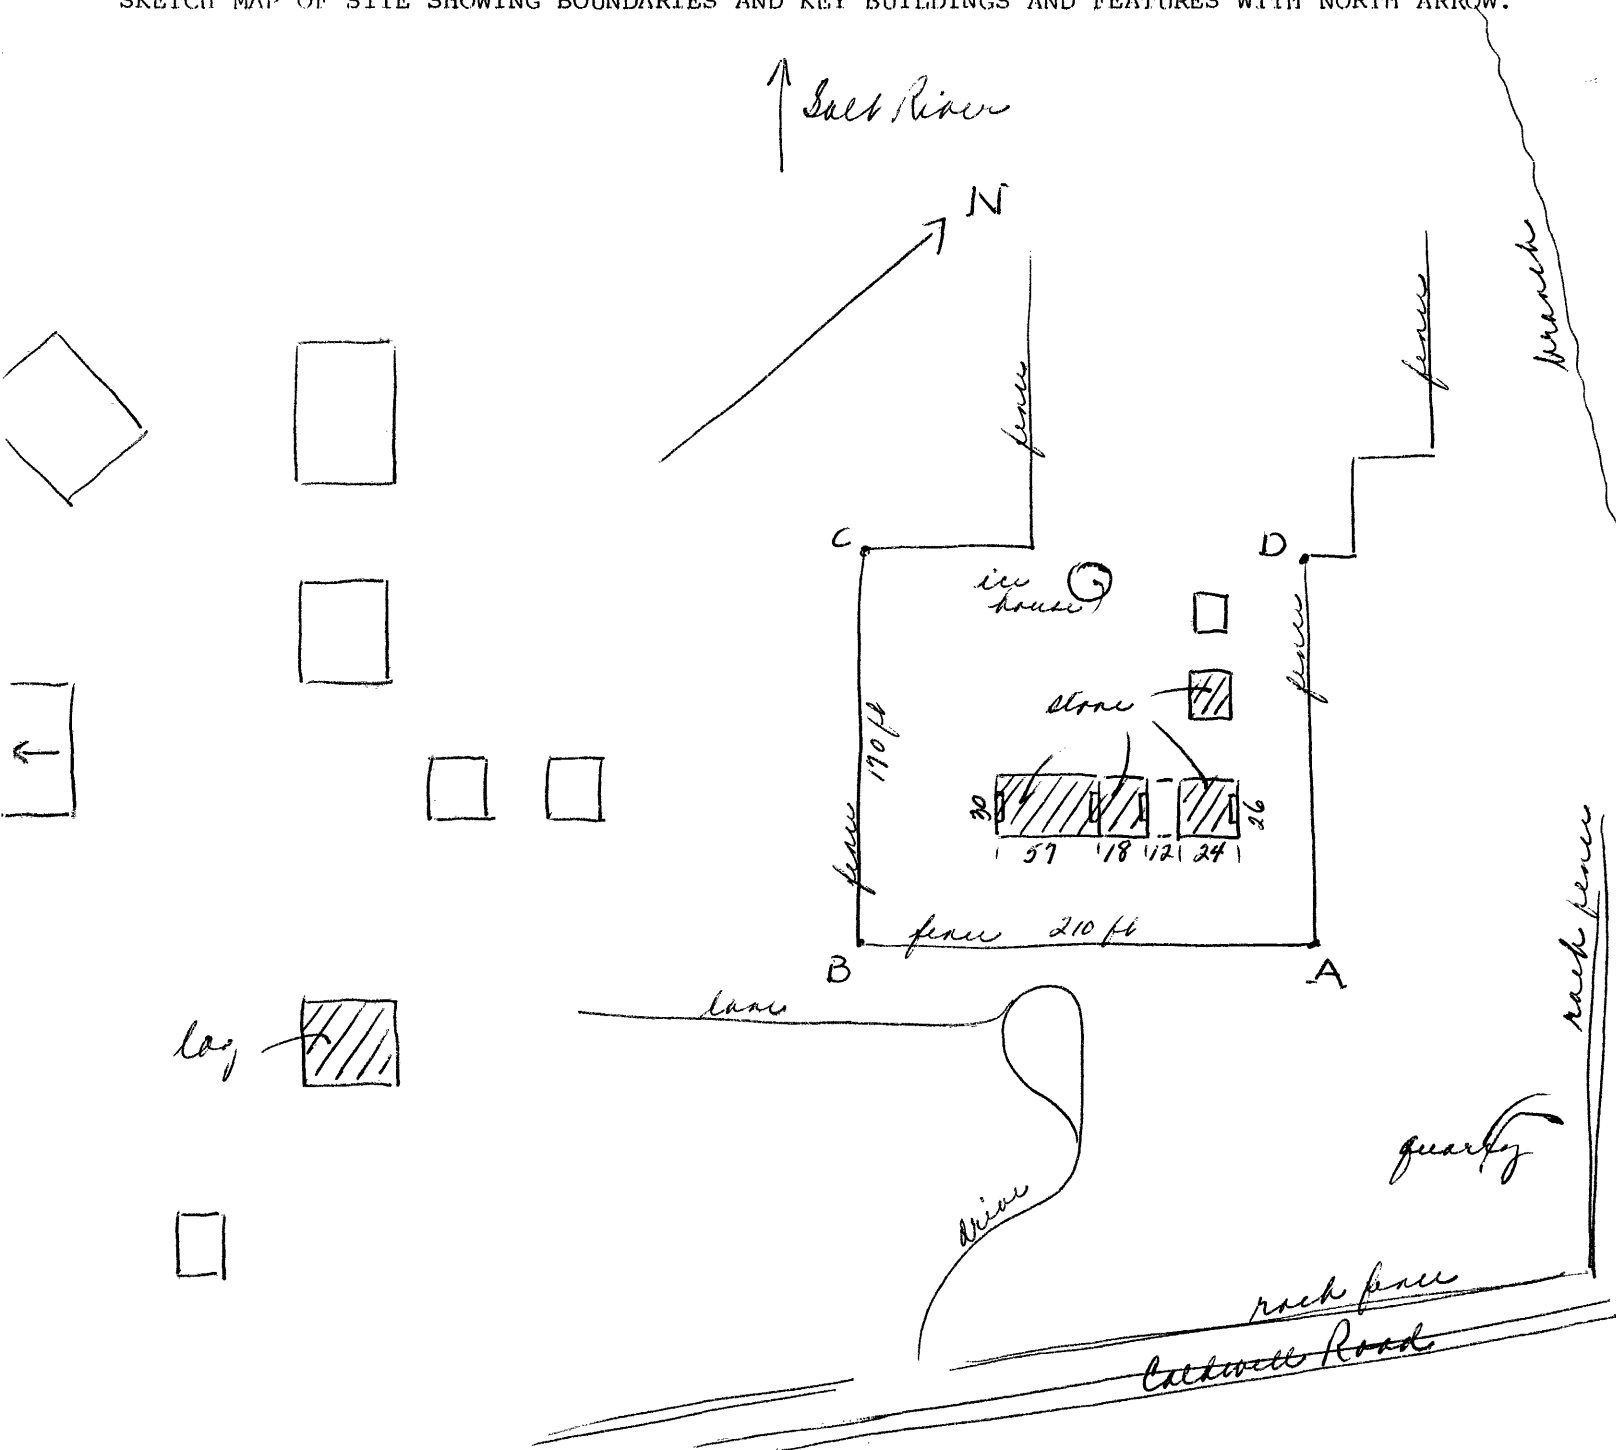 SKETCH MAP OF SITE SHOWING BOUNDARIES AND KEY BUILDINGS AND FEATURES WITH NORTH ARROW.
Salt River
N
branch
fence
fence
C
D
ice
house
fence
stone
170 ft
30
26
57 18 12 24
fence
fence 210 ft
B
A
rock fence
lane
log
quarry
drive
rock fence
Caldwell Road